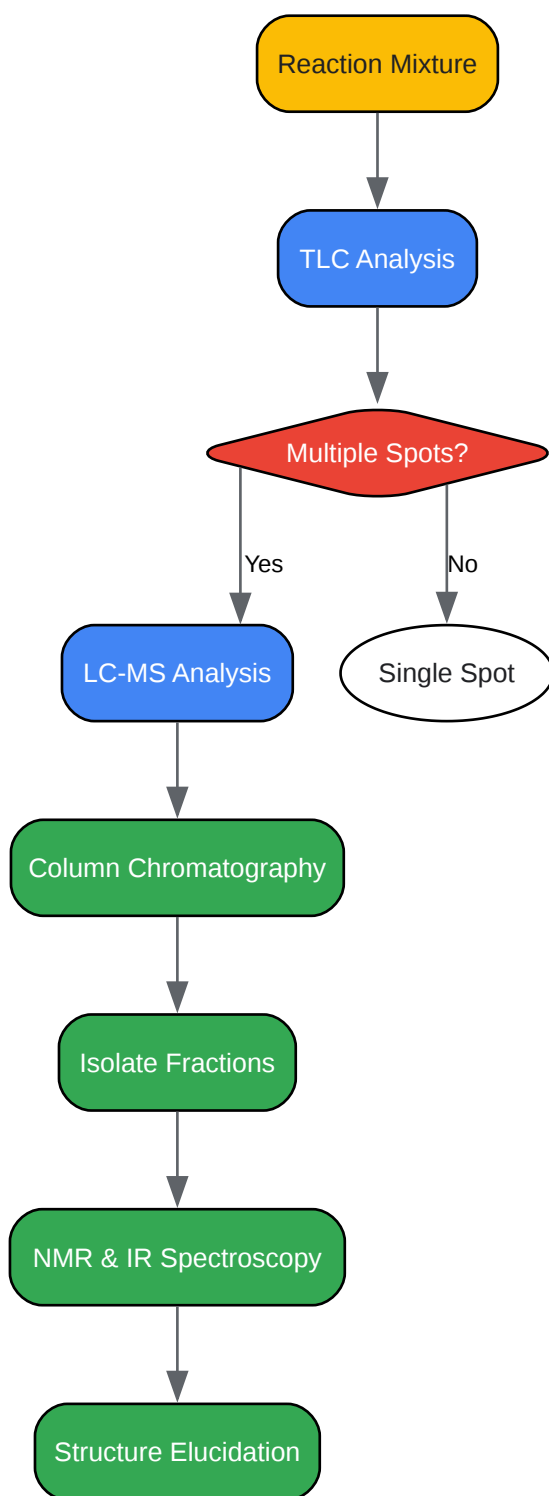 Reaction Mixture
TLC Analysis
Multiple Spots?
Yes
No
LC-MS Analysis
Single Spot
Column Chromatography
Isolate Fractions
NMR & IR Spectroscopy
Structure Elucidation